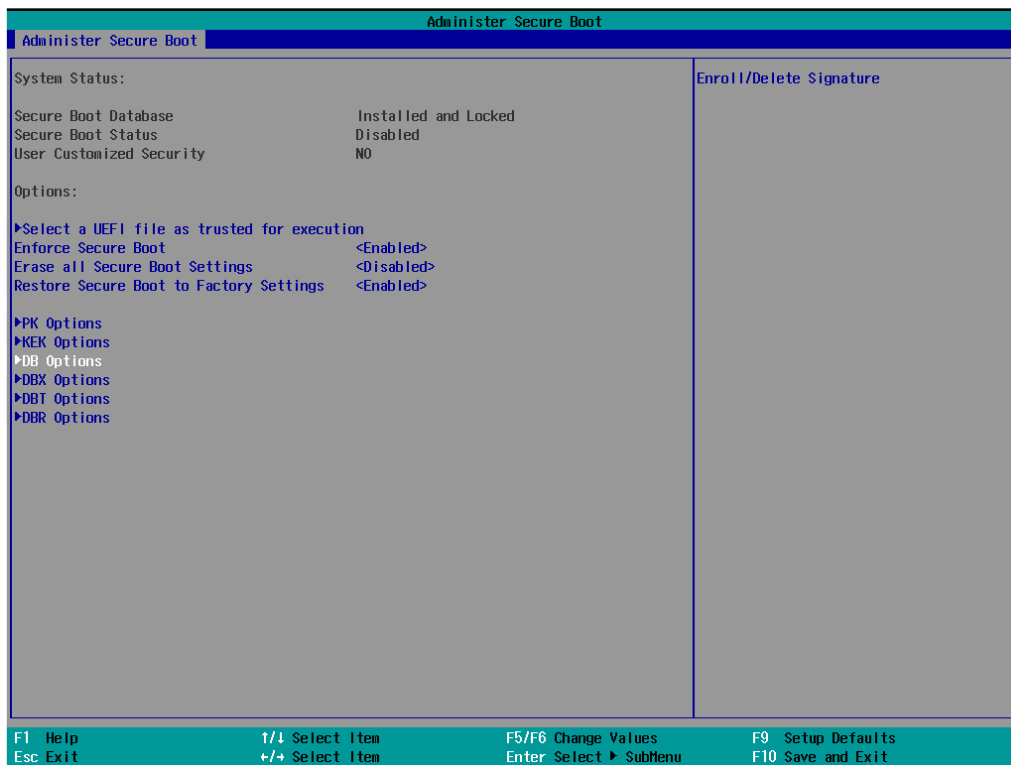 Administer Secure Boot
Administer Secure Boot
System Status:
Secure Boot Database Installed and Locked
Secure Boot Status Disabled
User Customized Security NO
Options:
▶Select a UEFI file as trusted for execution
Enforce Secure Boot <Enabled>
Erase all Secure Boot Settings <Disabled>
Restore Secure Boot to Factory Settings <Enabled>
▶PK Options
▶KEK Options
▶DB Options
▶DBX Options
▶DBT Options
▶DBR Options
Enroll/Delete Signature
F1 Help ↑/↓ Select Item F5/F6 Change Values F9 Setup Defaults
Esc Exit ←/→ Select Item Enter Select ▶ SubMenu F10 Save and Exit